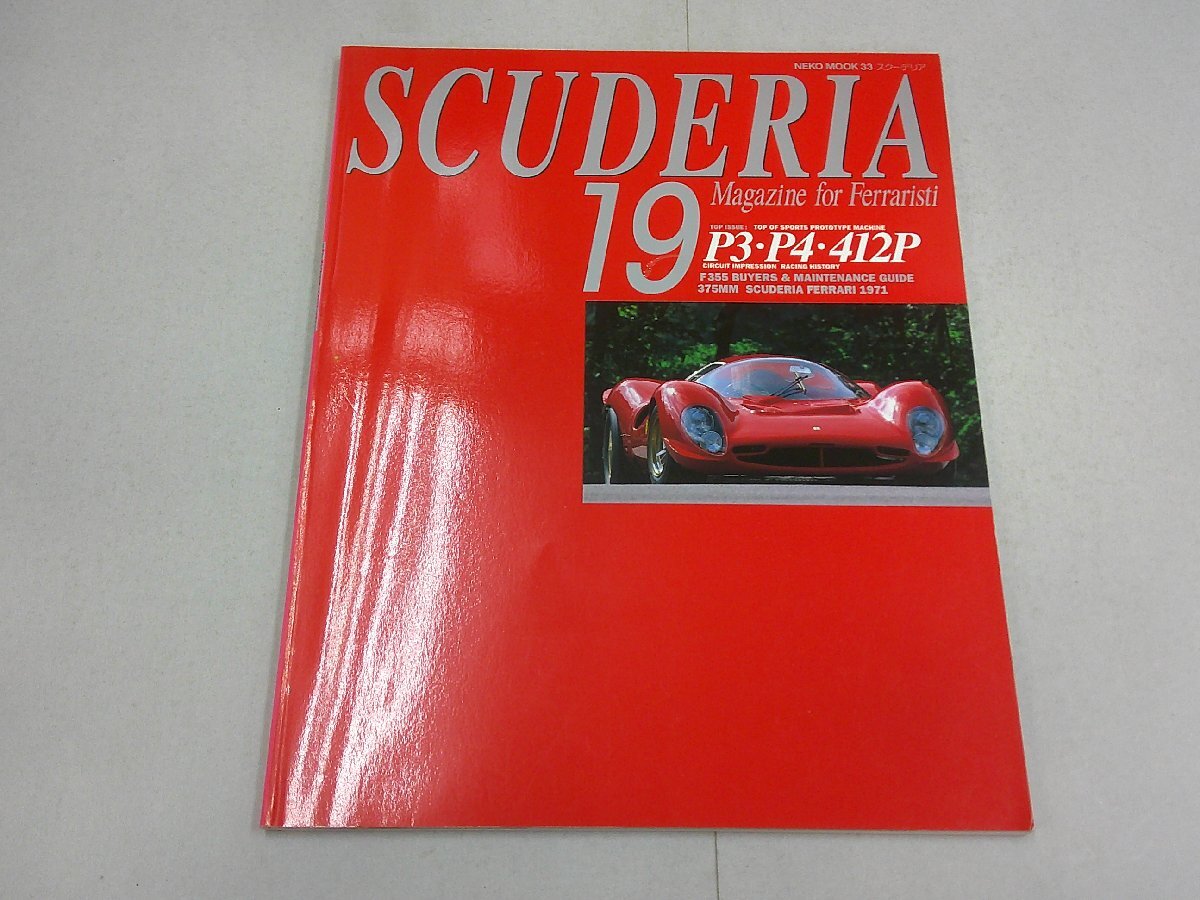 NEKO MOOK 33 スクーデリア
SCUDERIA
19
Magazine for Ferraristi
TOP ISSUE: TOP OF SPORTS PROTOTYPE MACHINE
P3・P4・412P
CIRCUIT IMPRESSION RACING HISTORY
F355 BUYERS & MAINTENANCE GUIDE
375MM SCUDERIA FERRARI 1971